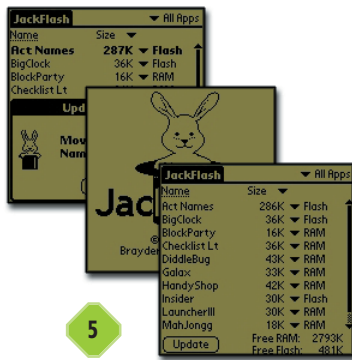 JackFlash All Apps
Name Size
Act Names 287K Flash
BigClock 36K Flash
BlockParty 16K RAM
Checklist Lt RAM
Upd
Mov
Nam
Jac
©
Brayde
JackFlash All Apps
Name Size
Act Names 286K Flash
BigClock 36K Flash
BlockParty 16K RAM
Checklist Lt 36K RAM
DiddleBug 43K RAM
Galax 33K RAM
HandyShop 42K RAM
Insider 30K Flash
LauncherIII 30K RAM
MahJongg 18K RAM
Update Free RAM: 2793K
Free Flash: 481K
5